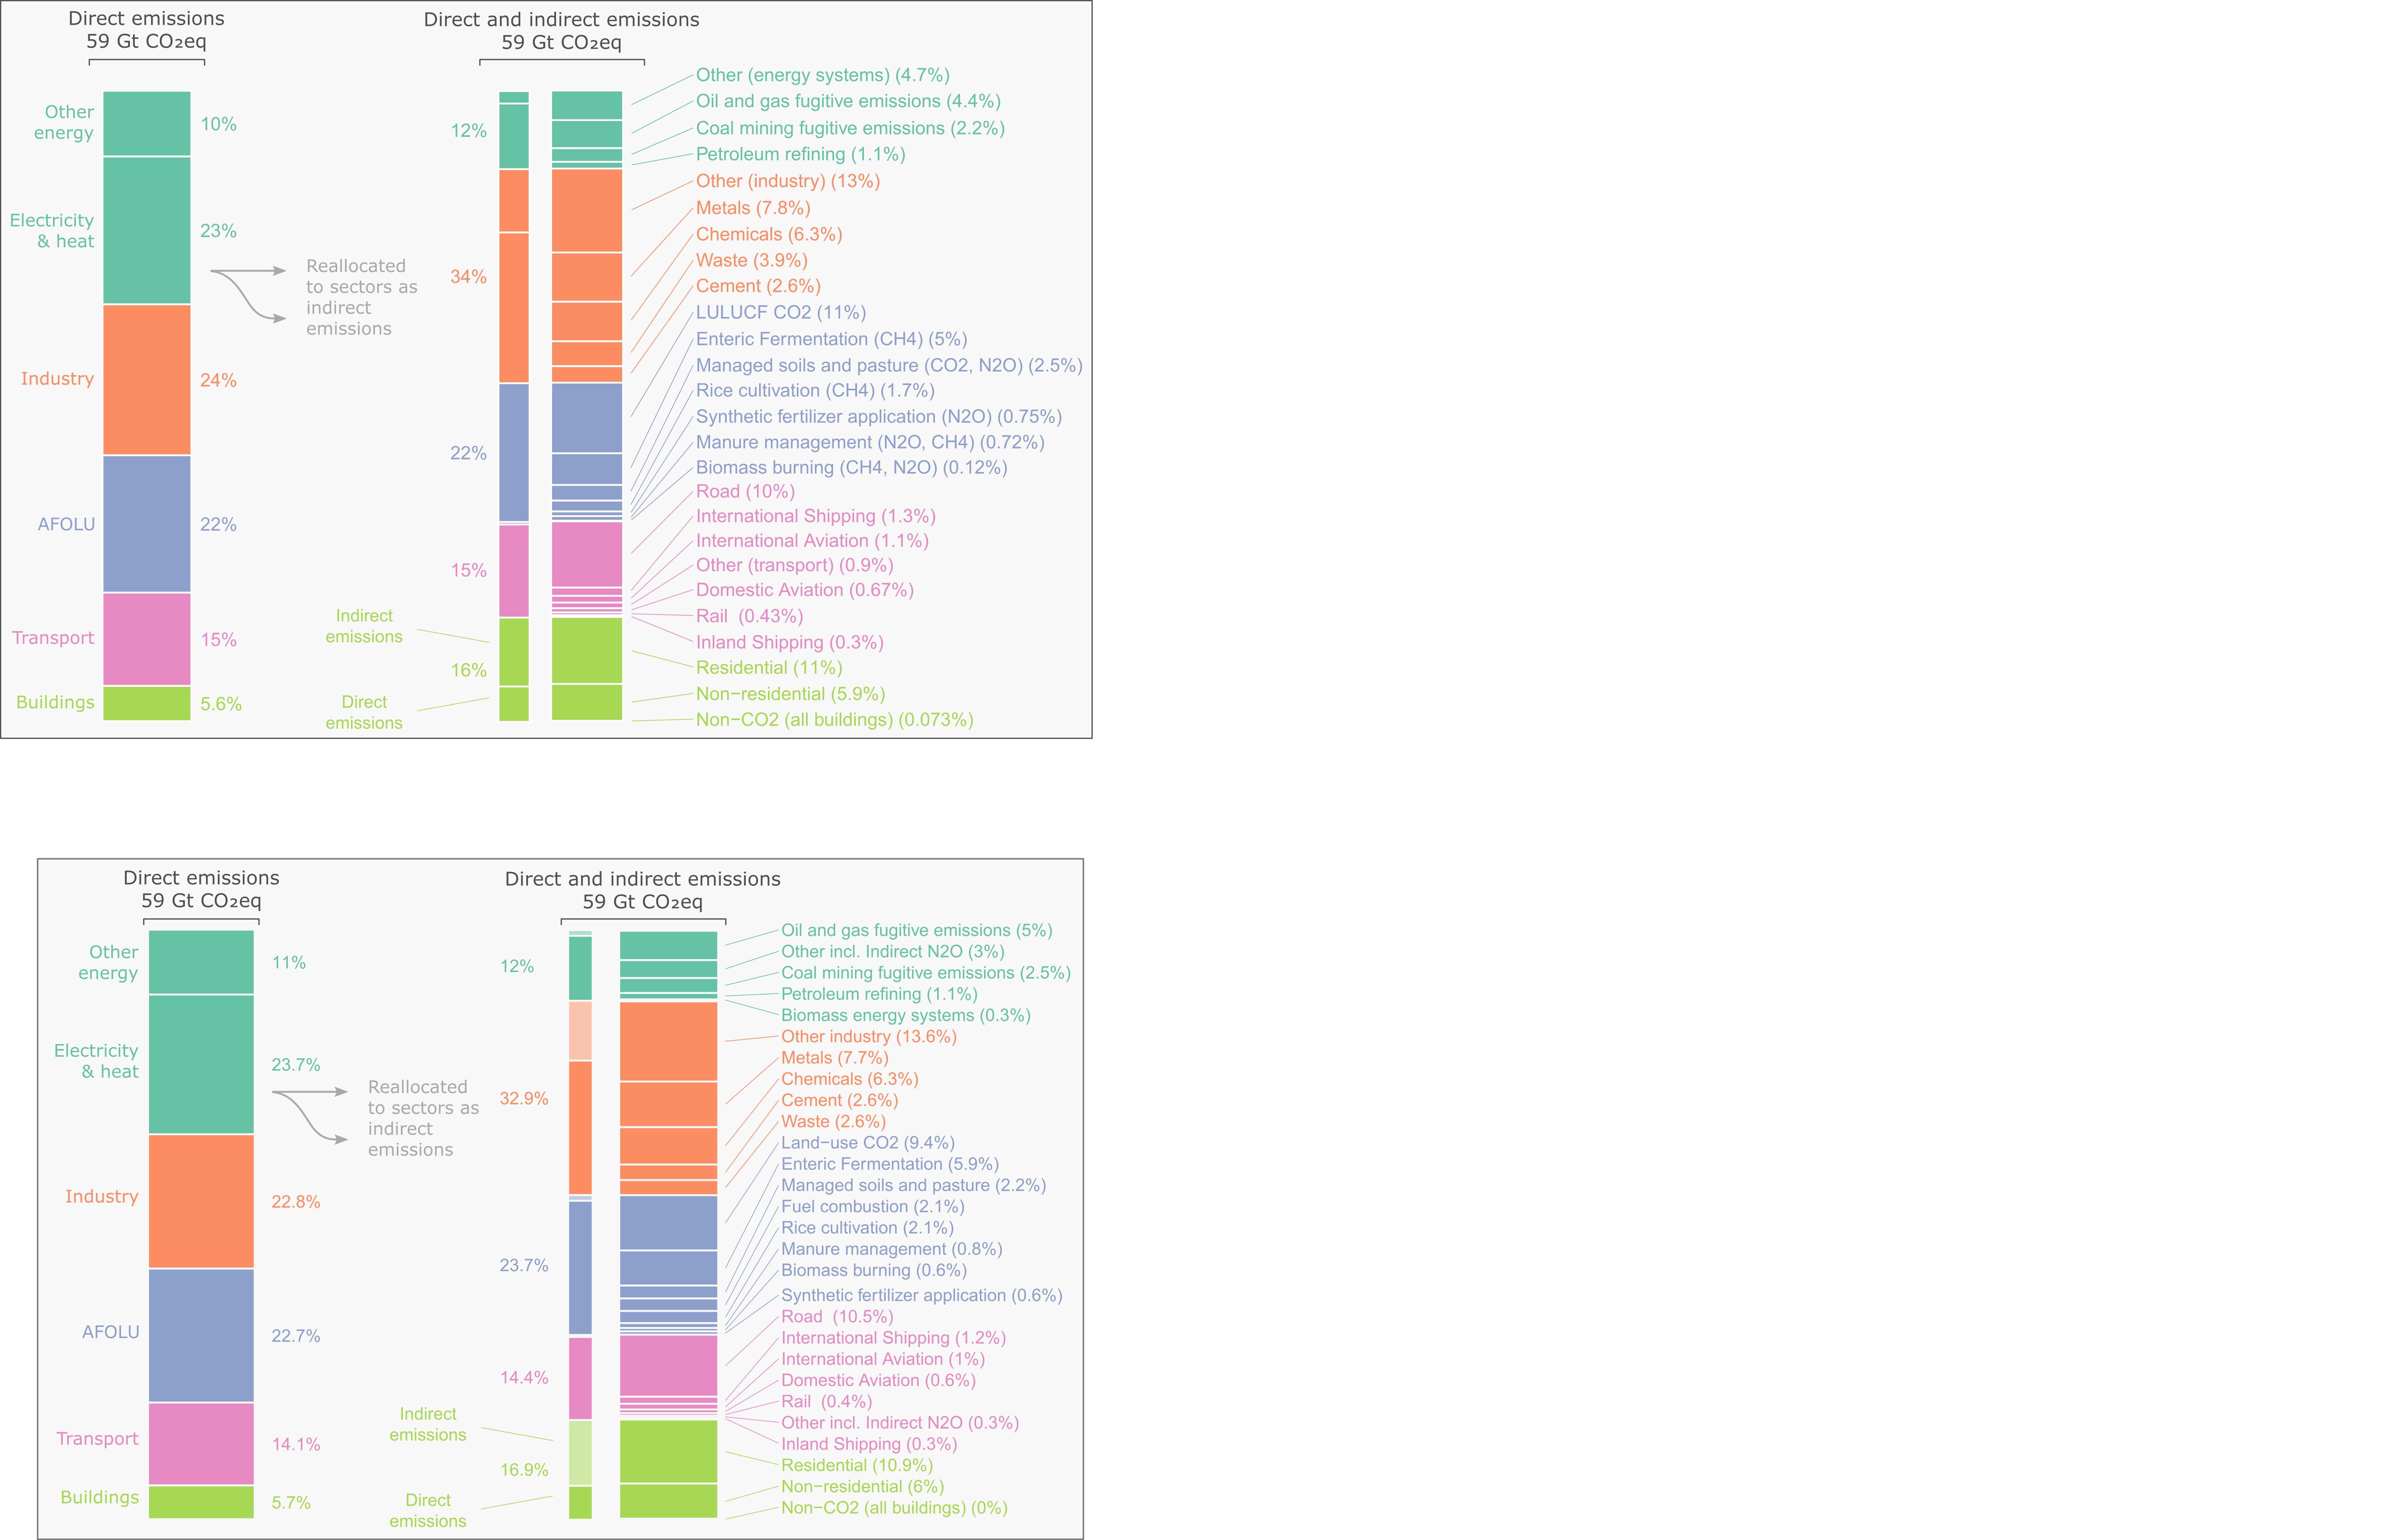 Direct emissions
59 Gt CO₂eq
Direct and indirect emissions
59 Gt CO₂eq
Other
energy
10%
Electricity
& heat
23%
Industry
24%
AFOLU
22%
Transport
15%
Buildings
5.6%
Reallocated
to sectors as
indirect
emissions
12%
34%
22%
15%
16%
Indirect
emissions
Direct
emissions
Other (energy systems) (4.7%)
Oil and gas fugitive emissions (4.4%)
Coal mining fugitive emissions (2.2%)
Petroleum refining (1.1%)
Other (industry) (13%)
Metals (7.8%)
Chemicals (6.3%)
Waste (3.9%)
Cement (2.6%)
LULUCF CO2 (11%)
Enteric Fermentation (CH4) (5%)
Managed soils and pasture (CO2, N2O) (2.5%)
Rice cultivation (CH4) (1.7%)
Synthetic fertilizer application (N2O) (0.75%)
Manure management (N2O, CH4) (0.72%)
Biomass burning (CH4, N2O) (0.12%)
Road (10%)
International Shipping (1.3%)
International Aviation (1.1%)
Other (transport) (0.9%)
Domestic Aviation (0.67%)
Rail (0.43%)
Inland Shipping (0.3%)
Residential (11%)
Non−residential (5.9%)
Non−CO2 (all buildings) (0.073%)
Direct emissions
59 Gt CO₂eq
Direct and indirect emissions
59 Gt CO₂eq
Other
energy
11%
Electricity
& heat
23.7%
Industry
22.8%
AFOLU
22.7%
Transport
14.1%
Buildings
5.7%
Reallocated
to sectors as
indirect
emissions
12%
32.9%
23.7%
14.4%
16.9%
Indirect
emissions
Direct
emissions
Oil and gas fugitive emissions (5%)
Other incl. Indirect N2O (3%)
Coal mining fugitive emissions (2.5%)
Petroleum refining (1.1%)
Biomass energy systems (0.3%)
Other industry (13.6%)
Metals (7.7%)
Chemicals (6.3%)
Cement (2.6%)
Waste (2.6%)
Land−use CO2 (9.4%)
Enteric Fermentation (5.9%)
Managed soils and pasture (2.2%)
Fuel combustion (2.1%)
Rice cultivation (2.1%)
Manure management (0.8%)
Biomass burning (0.6%)
Synthetic fertilizer application (0.6%)
Road (10.5%)
International Shipping (1.2%)
International Aviation (1%)
Domestic Aviation (0.6%)
Rail (0.4%)
Other incl. Indirect N2O (0.3%)
Inland Shipping (0.3%)
Residential (10.9%)
Non−residential (6%)
Non−CO2 (all buildings) (0%)